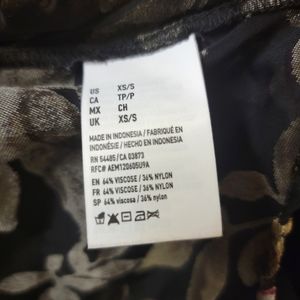 US XS/S
CA TP/P
MX CH
UK XS/S
MADE IN INDONESIA / FABRIQUÉ EN
INDONÉSIE / HECHO EN INDONESIA
RN 54485 / CA 03873
RFC# AEM120605U9A
EN 64% VISCOSE / 36% NYLON
FR 64% VISCOSE / 36% NYLON
SP 64% viscosa / 36% nylon